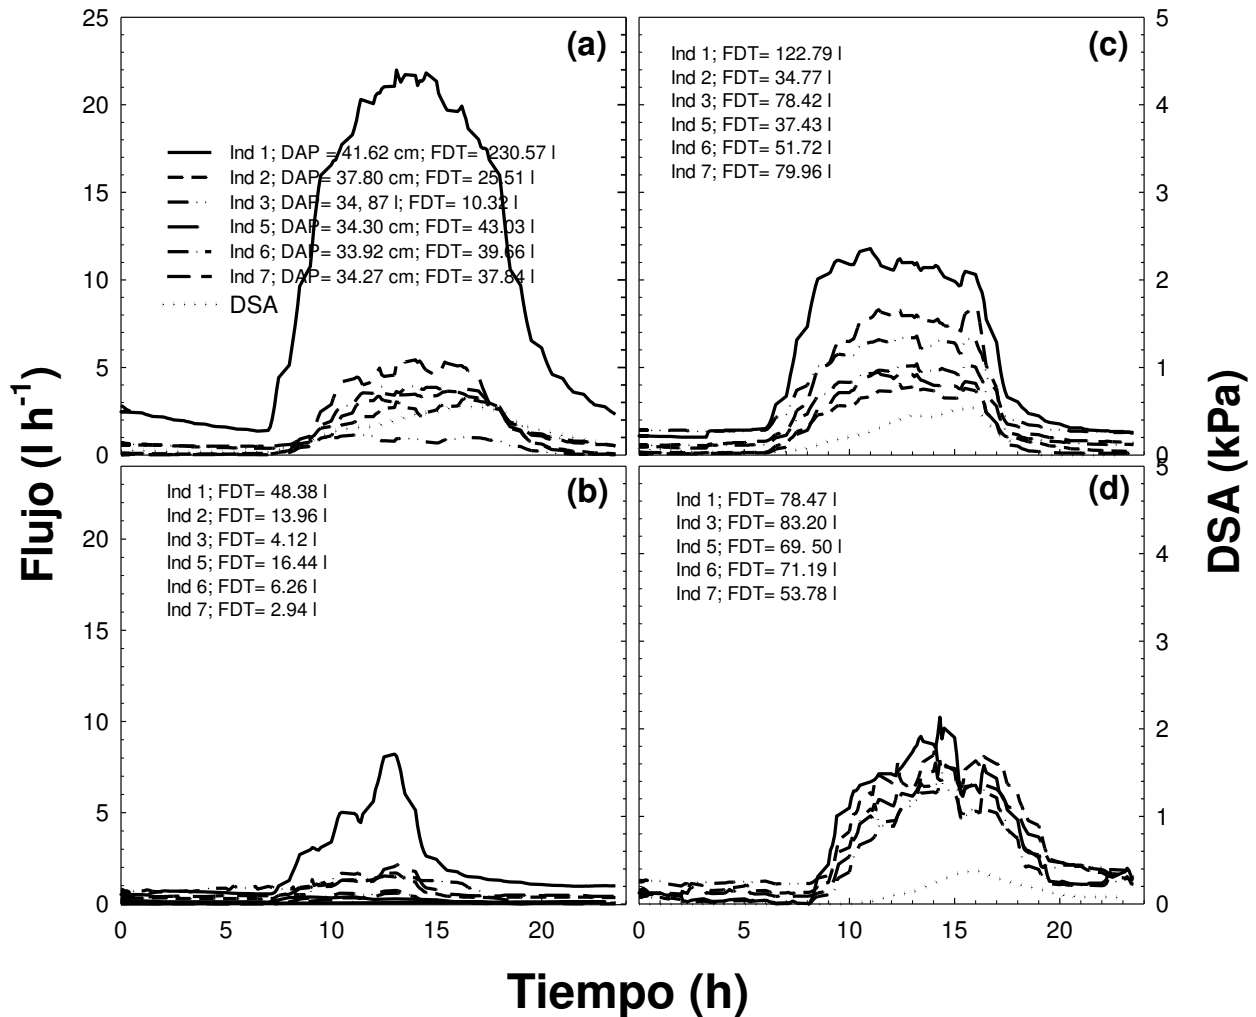 25
20
15
10
5
0
(a)
Ind 1; DAP = 41.62 cm; FDT= 230.57 l
Ind 2; DAP= 37.80 cm; FDT= 25.51 l
Ind 3; DAP= 34, 87 l; FDT= 10.32 l
Ind 5; DAP= 34.30 cm; FDT= 43.03 l
Ind 6; DAP= 33.92 cm; FDT= 39.66 l
Ind 7; DAP= 34.27 cm; FDT= 37.84 l
DSA
(c)
Ind 1; FDT= 122.79 l
Ind 2; FDT= 34.77 l
Ind 3; FDT= 78.42 l
Ind 5; FDT= 37.43 l
Ind 6; FDT= 51.72 l
Ind 7; FDT= 79.96 l
5
4
3
2
1
0
Flujo (l h-1)
DSA (kPa)
20
15
10
5
0
(b)
Ind 1; FDT= 48.38 l
Ind 2; FDT= 13.96 l
Ind 3; FDT= 4.12 l
Ind 5; FDT= 16.44 l
Ind 6; FDT= 6.26 l
Ind 7; FDT= 2.94 l
(d)
Ind 1; FDT= 78.47 l
Ind 3; FDT= 83.20 l
Ind 5; FDT= 69. 50 l
Ind 6; FDT= 71.19 l
Ind 7; FDT= 53.78 l
5
4
3
2
1
0
0 5 10 15 20
0 5 10 15 20
Tiempo (h)